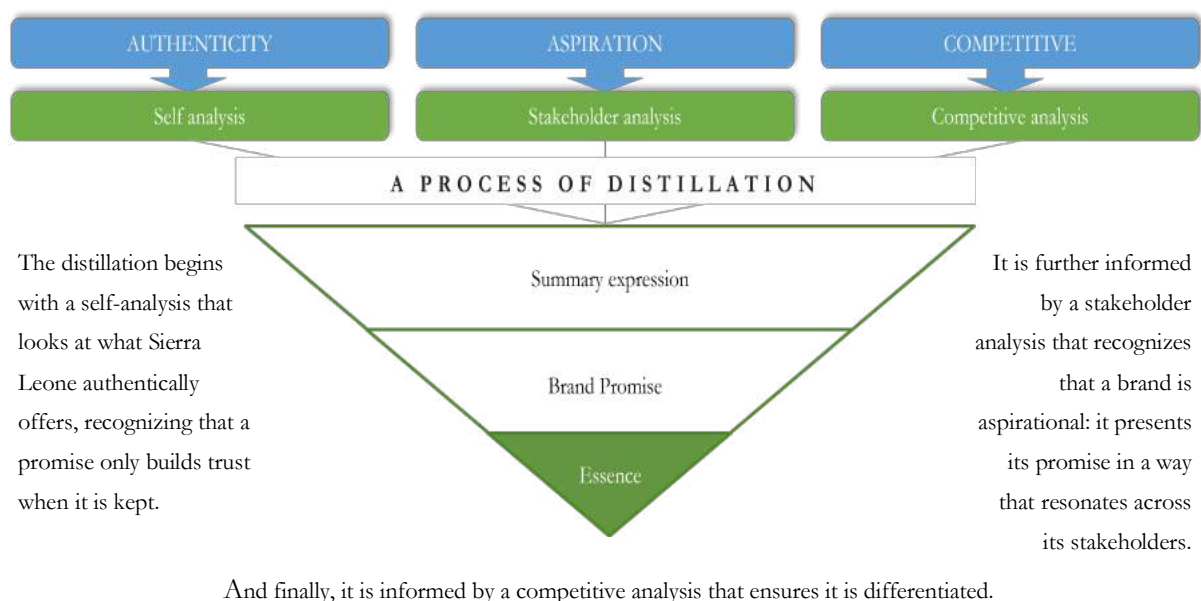 AUTHENTICITY
ASPIRATION
COMPETITIVE
Self analysis
Stakeholder analysis
Competitive analysis
A PROCESS OF DISTILLATION
Summary expression
Brand Promise
Essence
The distillation begins
with a self-analysis that
looks at what Sierra
Leone authentically
offers, recognizing that a
promise only builds trust
when it is kept.
It is further informed
by a stakeholder
analysis that recognizes
that a brand is
aspirational: it presents
its promise in a way
that resonates across
its stakeholders.
And finally, it is informed by a competitive analysis that ensures it is differentiated.